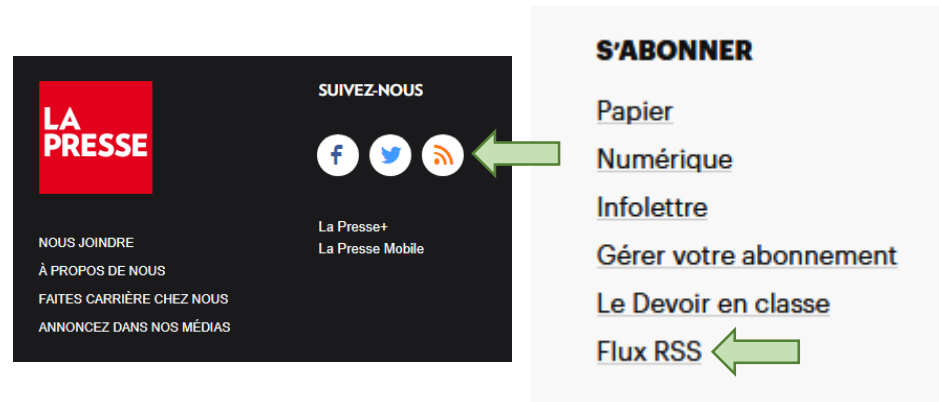 LA
PRESSE
SUIVEZ-NOUS
NOUS JOINDRE
À PROPOS DE NOUS
FAITES CARRIÈRE CHEZ NOUS
ANNONCEZ DANS NOS MÉDIAS
La Presse+
La Presse Mobile
S'ABONNER
Papier
Numérique
Infolettre
Gérer votre abonnement
Le Devoir en classe
Flux RSS